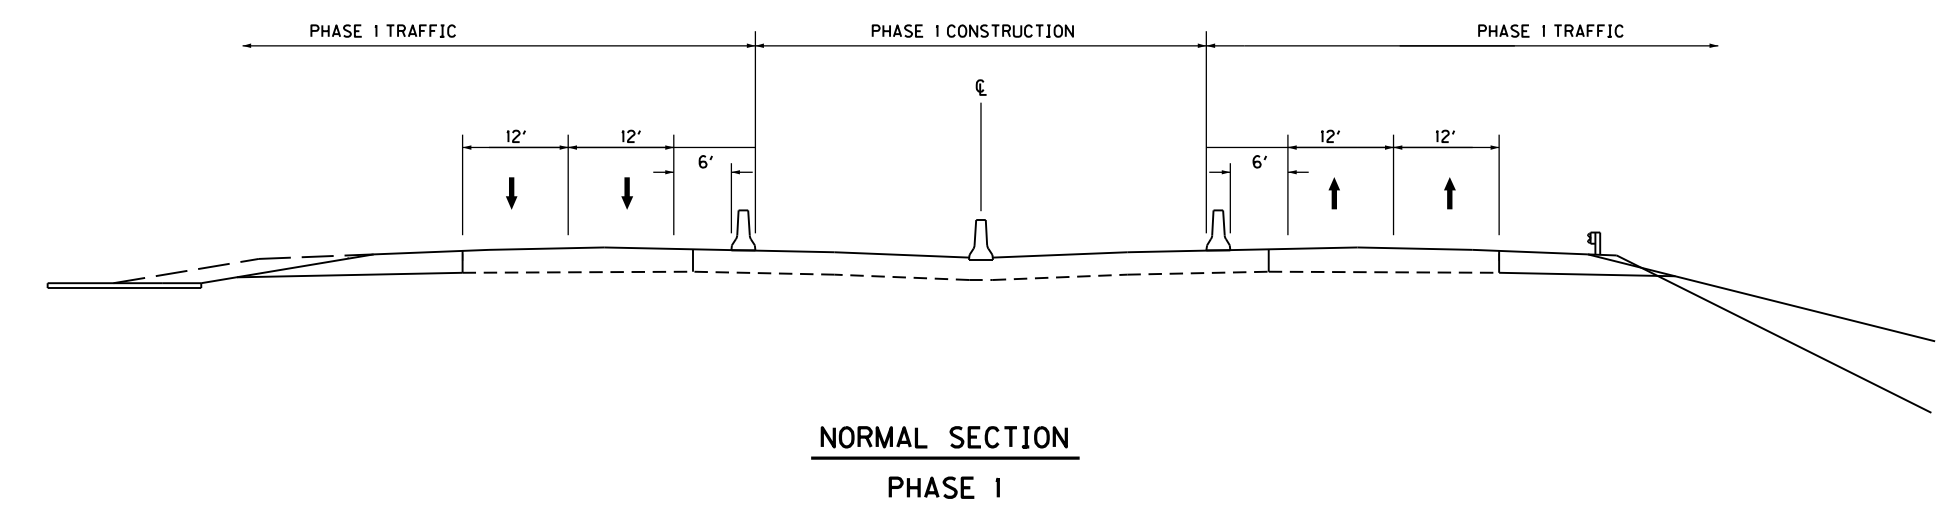 PHASE 1 TRAFFIC
PHASE 1 CONSTRUCTION
PHASE 1 TRAFFIC
℄
12'
12'
12'
12'
6'
6'
NORMAL SECTION
PHASE 1